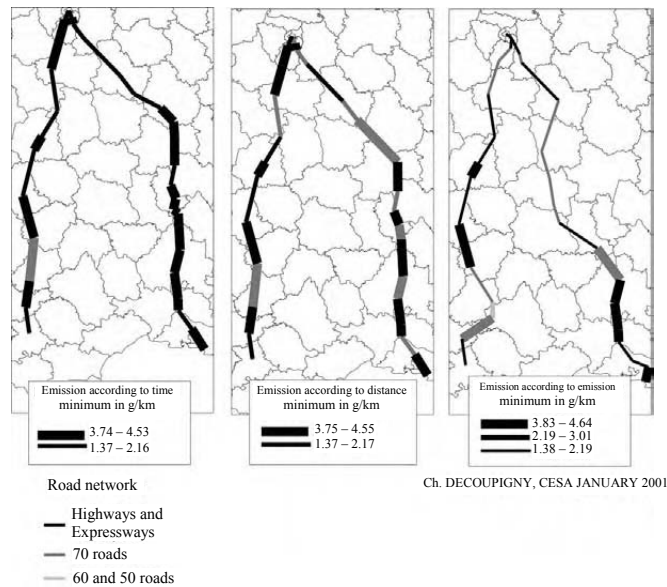 Emission according to time
minimum in g/km
3.74 – 4.53
1.37 – 2.16
Emission according to distance
minimum in g/km
3.75 – 4.55
1.37 – 2.17
Emission according to emission
minimum in g/km
3.83 – 4.64
2.19 – 3.01
1.38 – 2.19
Ch. DECOUPIGNY, CESA JANUARY 2001
Road network
Highways and
Expressways
70 roads
60 and 50 roads